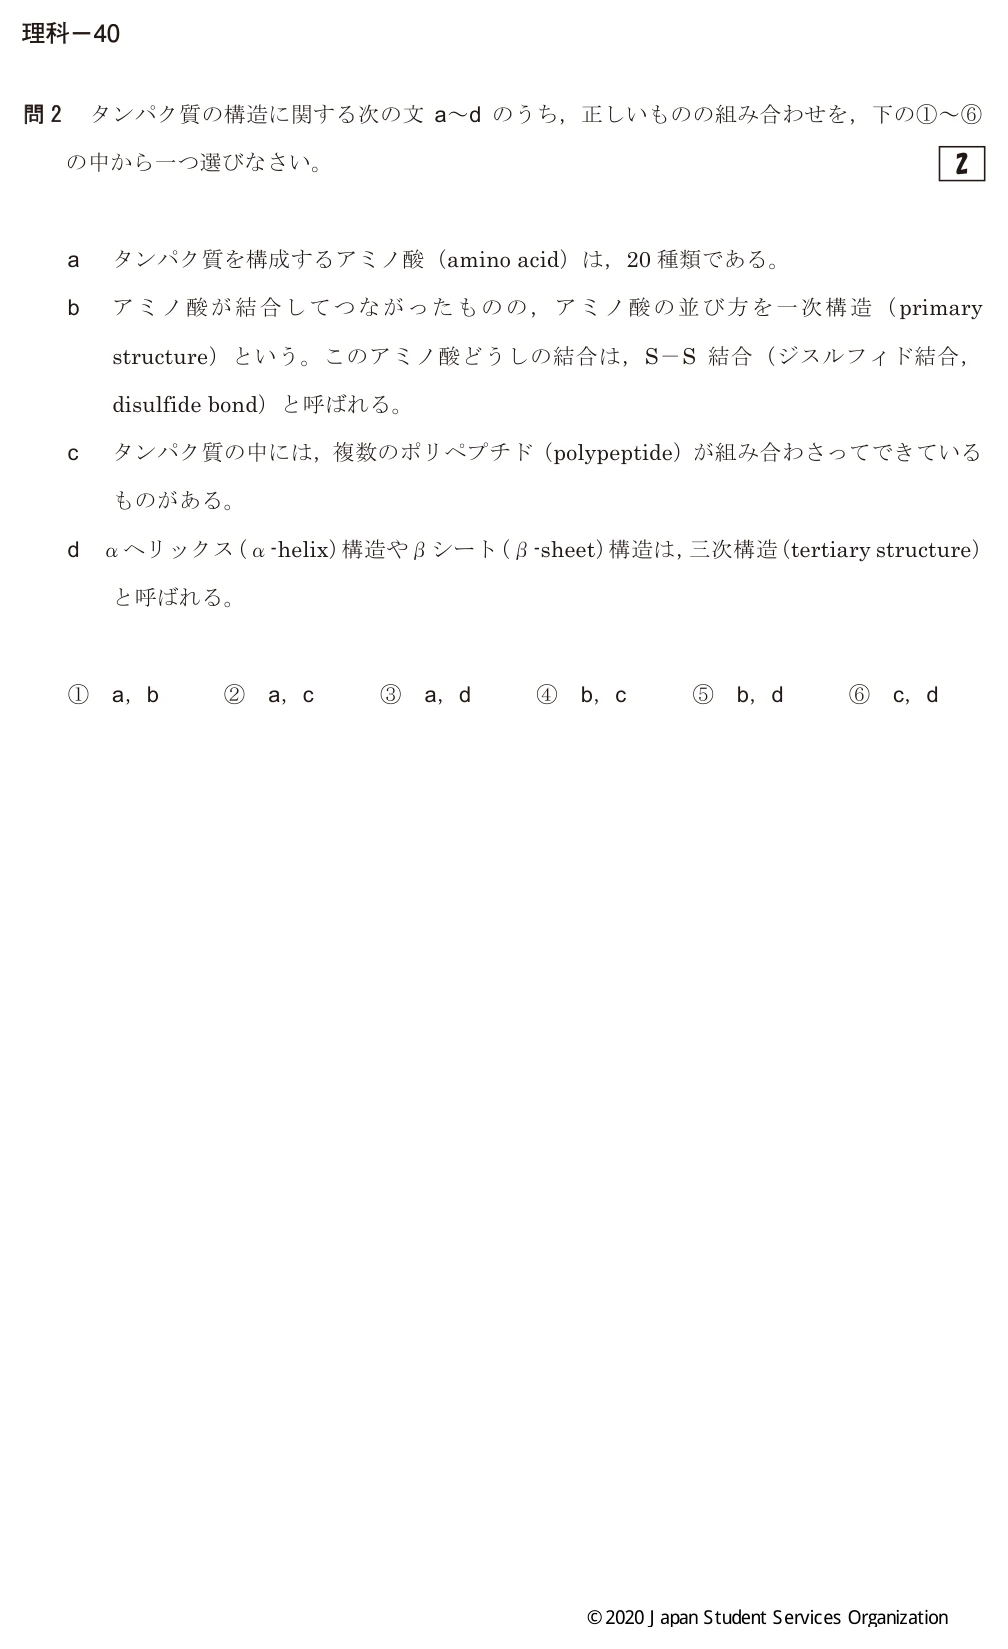 理科－40
問2 タンパク質の構造に関する次の文 a～d のうち，正しいものの組み合わせを，下の①～⑥
の中から一つ選びなさい。 2
a タンパク質を構成するアミノ酸（amino acid）は，20 種類である。
b アミノ酸が結合してつながったものの，アミノ酸の並び方を一次構造（primary
structure）という。このアミノ酸どうしの結合は，S－S 結合（ジスルフィド結合，
disulfide bond）と呼ばれる。
c タンパク質の中には，複数のポリペプチド（polypeptide）が組み合わさってできている
ものがある。
d αヘリックス（α-helix）構造やβシート（β-sheet）構造は，三次構造（tertiary structure）
と呼ばれる。
① a，b ② a，c ③ a，d ④ b，c ⑤ b，d ⑥ c，d
© 2020 Japan Student Services Organization